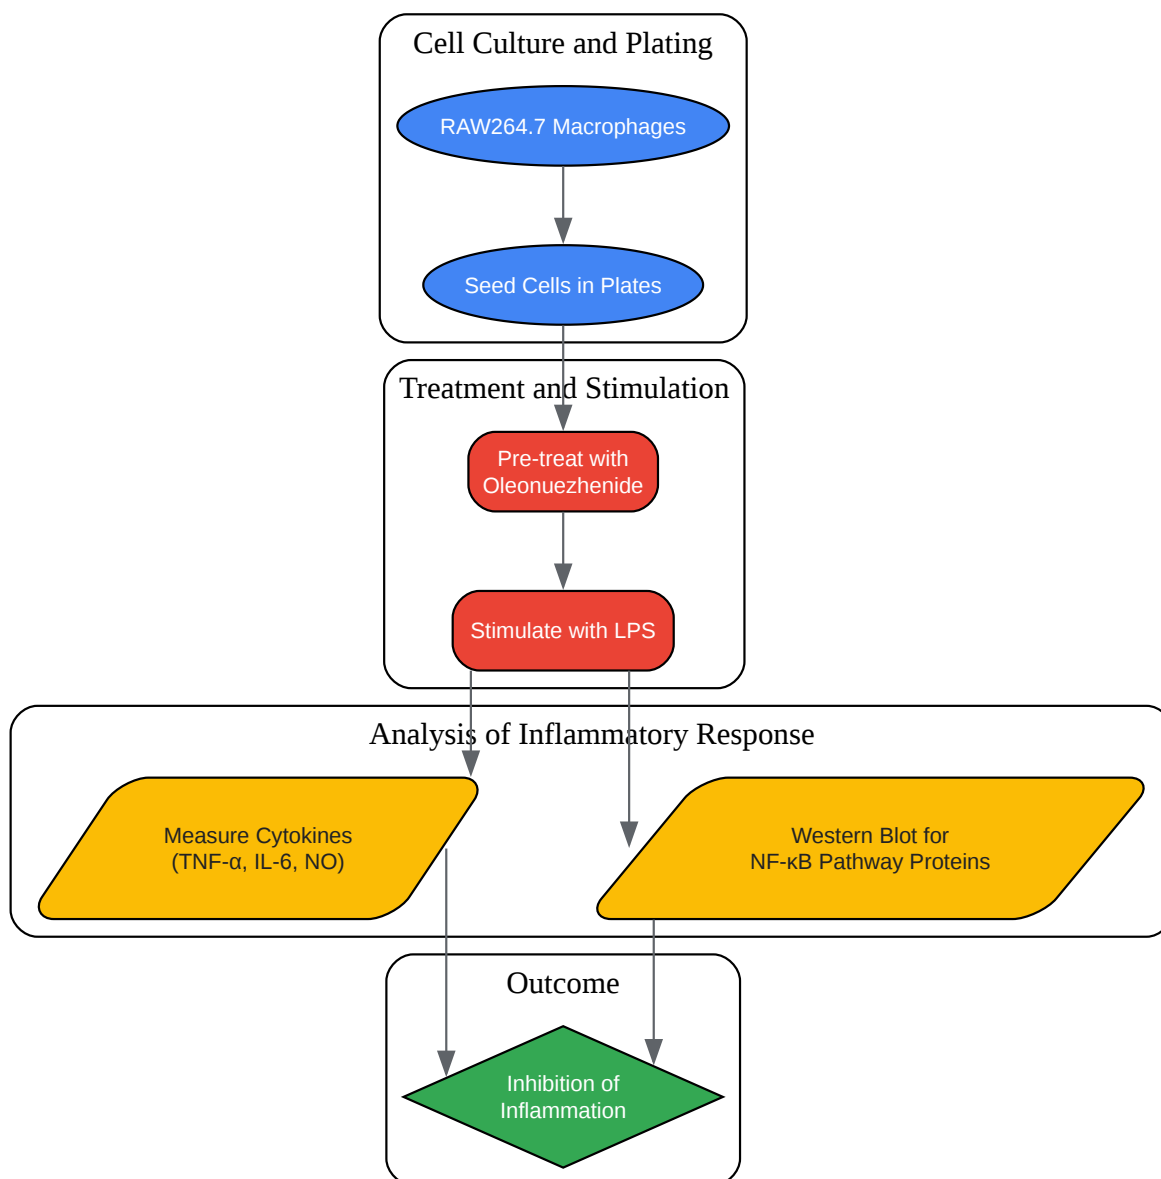 Cell Culture and Plating
RAW264.7 Macrophages
Seed Cells in Plates
Treatment and Stimulation
Pre-treat with
Oleonuezhenide
Stimulate with LPS
Analysis of Inflammatory Response
Measure Cytokines
(TNF-α, IL-6, NO)
Western Blot for
NF-κB Pathway Proteins
Outcome
Inhibition of
Inflammation